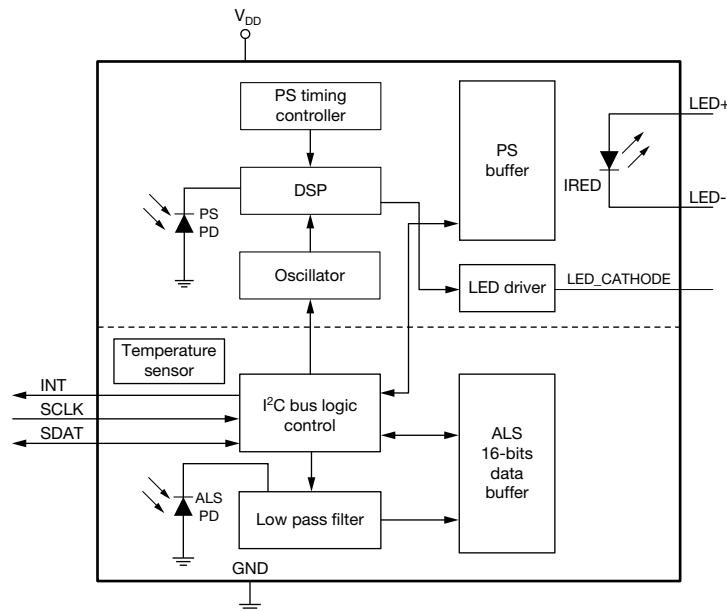 VDD
PS timing
controller
PS
buffer
LED+
IRED
LED-
DSP
PS
PD
Oscillator
LED driver
LED_CATHODE
Temperature
sensor
INT
SCLK
SDAT
I²C bus logic
control
ALS
16-bits
data
buffer
ALS
PD
Low pass filter
GND